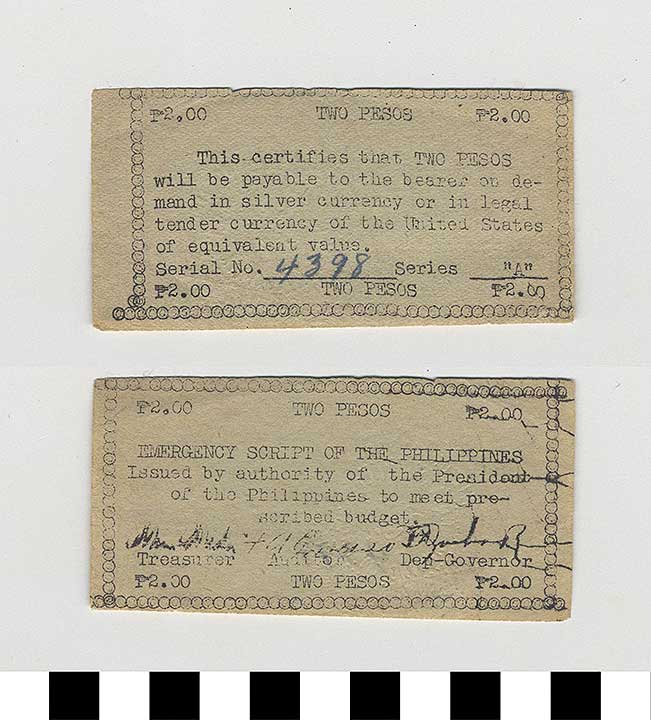 ₱2.00 TWO PESOS ₱2.00
This certifies that TWO PESOS
will be payable to the bearer on de-
mand in silver currency or in legal
tender currency of the United States
of equivalent value.
Serial No. 4398 Series "A"
₱2.00 TWO PESOS ₱2.00
₱2.00 TWO PESOS ₱2.00
EMERGENCY SCRIPT OF THE PHILIPPINES
Issued by authority of the President
of the Philippines to meet pre-
scribed budget.
Treasurer Auditor Dep-Governor
₱2.00 TWO PESOS ₱2.00